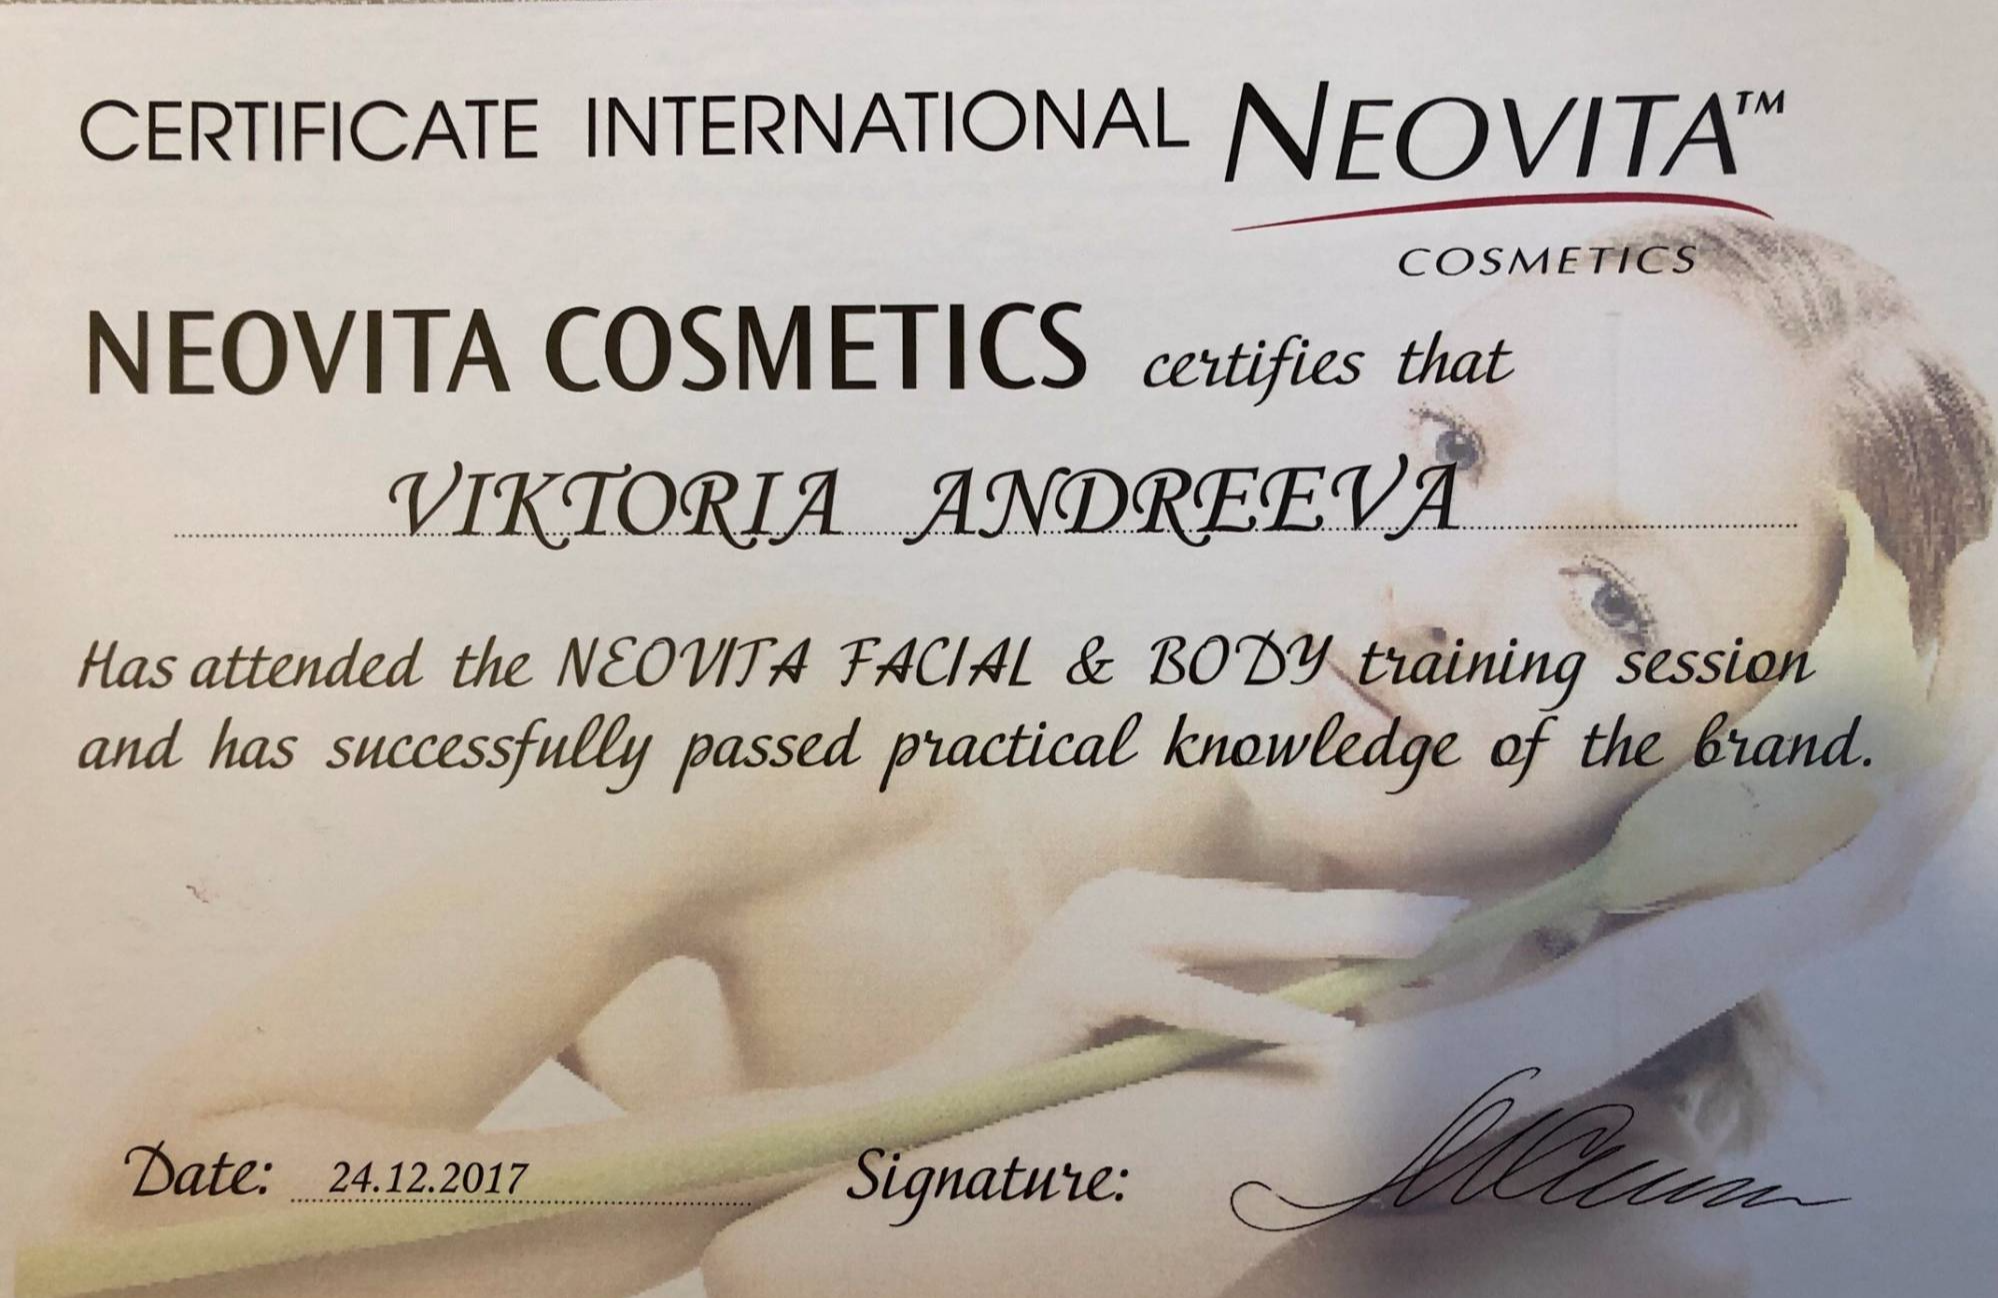 CERTIFICATE INTERNATIONAL NEOVITA™
COSMETICS
NEOVITA COSMETICS certifies that
VIKTORIA ANDREEVA
Has attended the NEOVITA FACIAL & BODY training session
and has successfully passed practical knowledge of the brand.
Date: 24.12.2017 Signature: